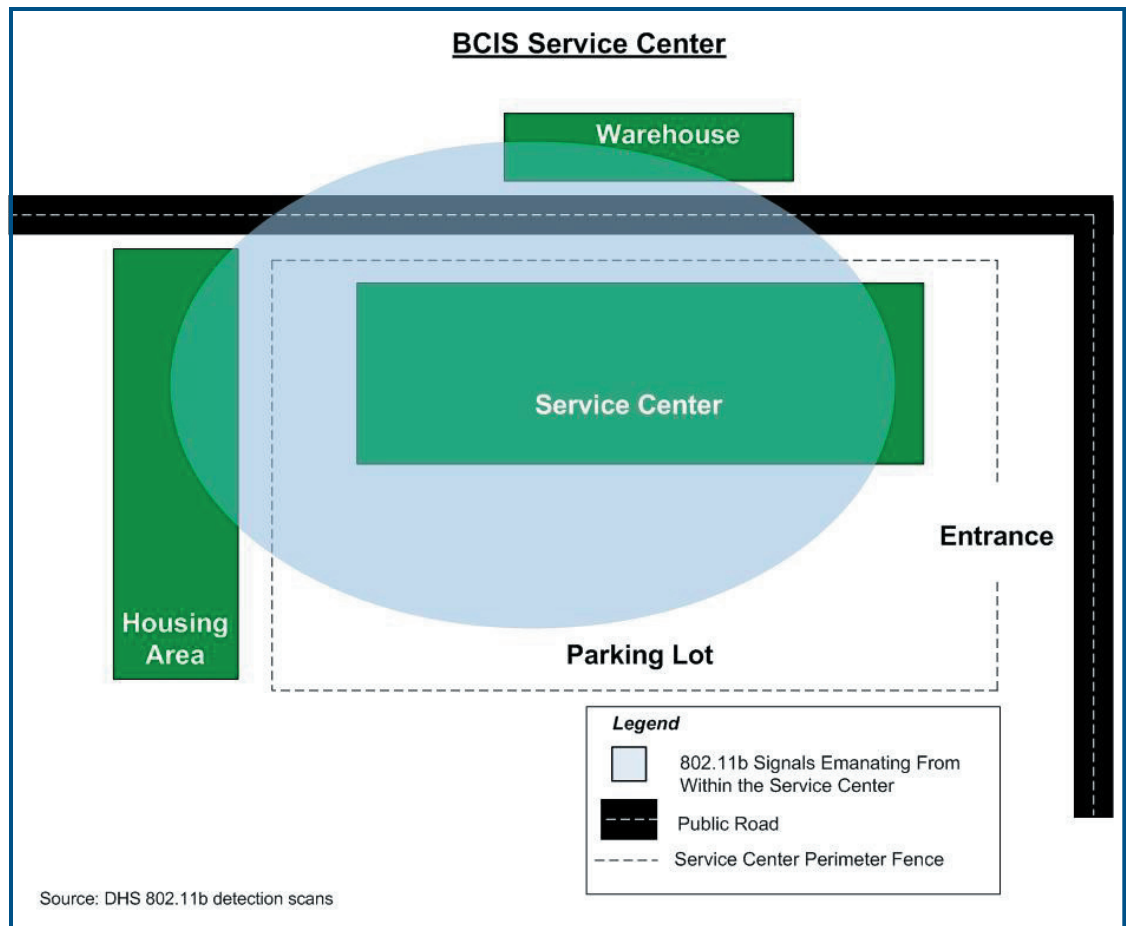 BCIS Service Center
Warehouse
Service Center
Entrance
Housing
Area
Parking Lot
Legend
802.11b Signals Emanating From
Within the Service Center
Public Road
Service Center Perimeter Fence
Source: DHS 802.11b detection scans